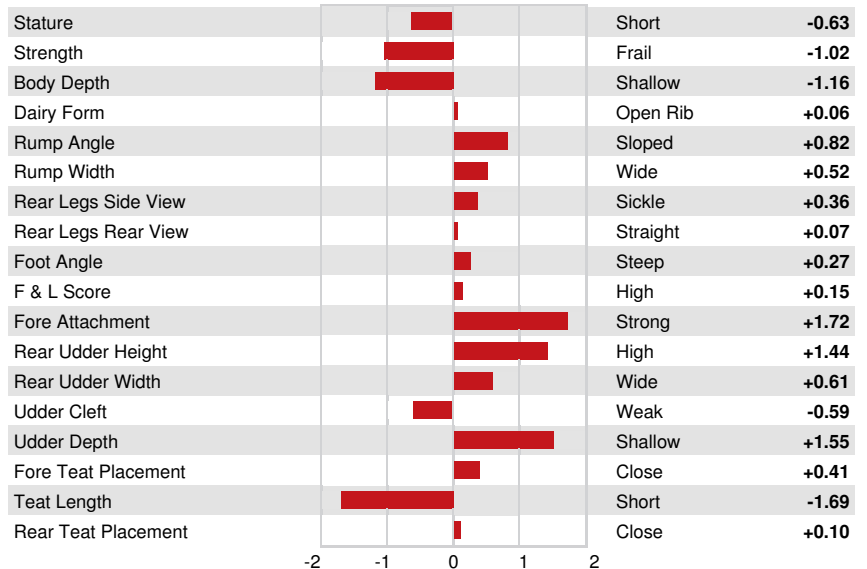 Stature Short -0.63
Strength Frail -1.02
Body Depth Shallow -1.16
Dairy Form Open Rib +0.06
Rump Angle Sloped +0.82
Rump Width Wide +0.52
Rear Legs Side View Sickle +0.36
Rear Legs Rear View Straight +0.07
Foot Angle Steep +0.27
F & L Score High +0.15
Fore Attachment Strong +1.72
Rear Udder Height High +1.44
Rear Udder Width Wide +0.61
Udder Cleft Weak -0.59
Udder Depth Shallow +1.55
Fore Teat Placement Close +0.41
Teat Length Short -1.69
Rear Teat Placement Close +0.10
-2 -1 0 1 2